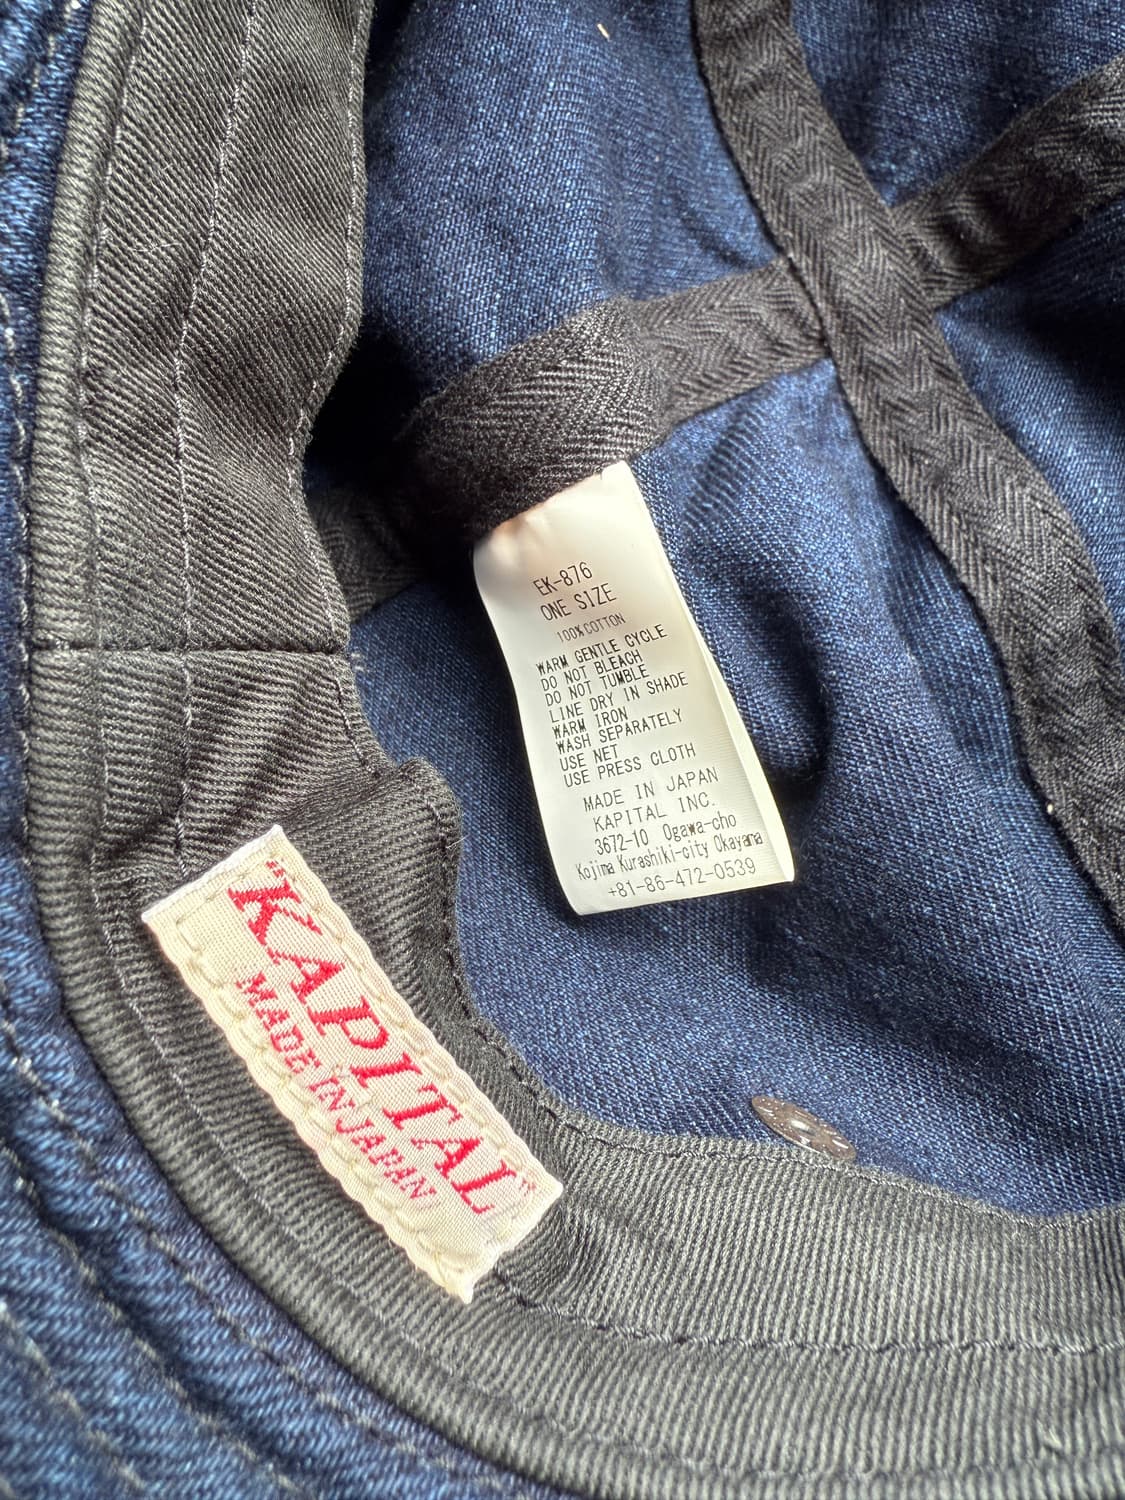 EK-876
ONE SIZE
100% COTTON
WARM GENTLE CYCLE
DO NOT BLEACH
DO NOT TUMBLE
LINE DRY IN SHADE
WARM IRON
WASH SEPARATELY
USE NET
USE PRESS CLOTH
MADE IN JAPAN
KAPITAL INC.
3672-10 Ogawa-cho
Kojima Kurashiki-city Okayama
+81-86-472-0539
"KAPITAL"
MADE IN JAPAN